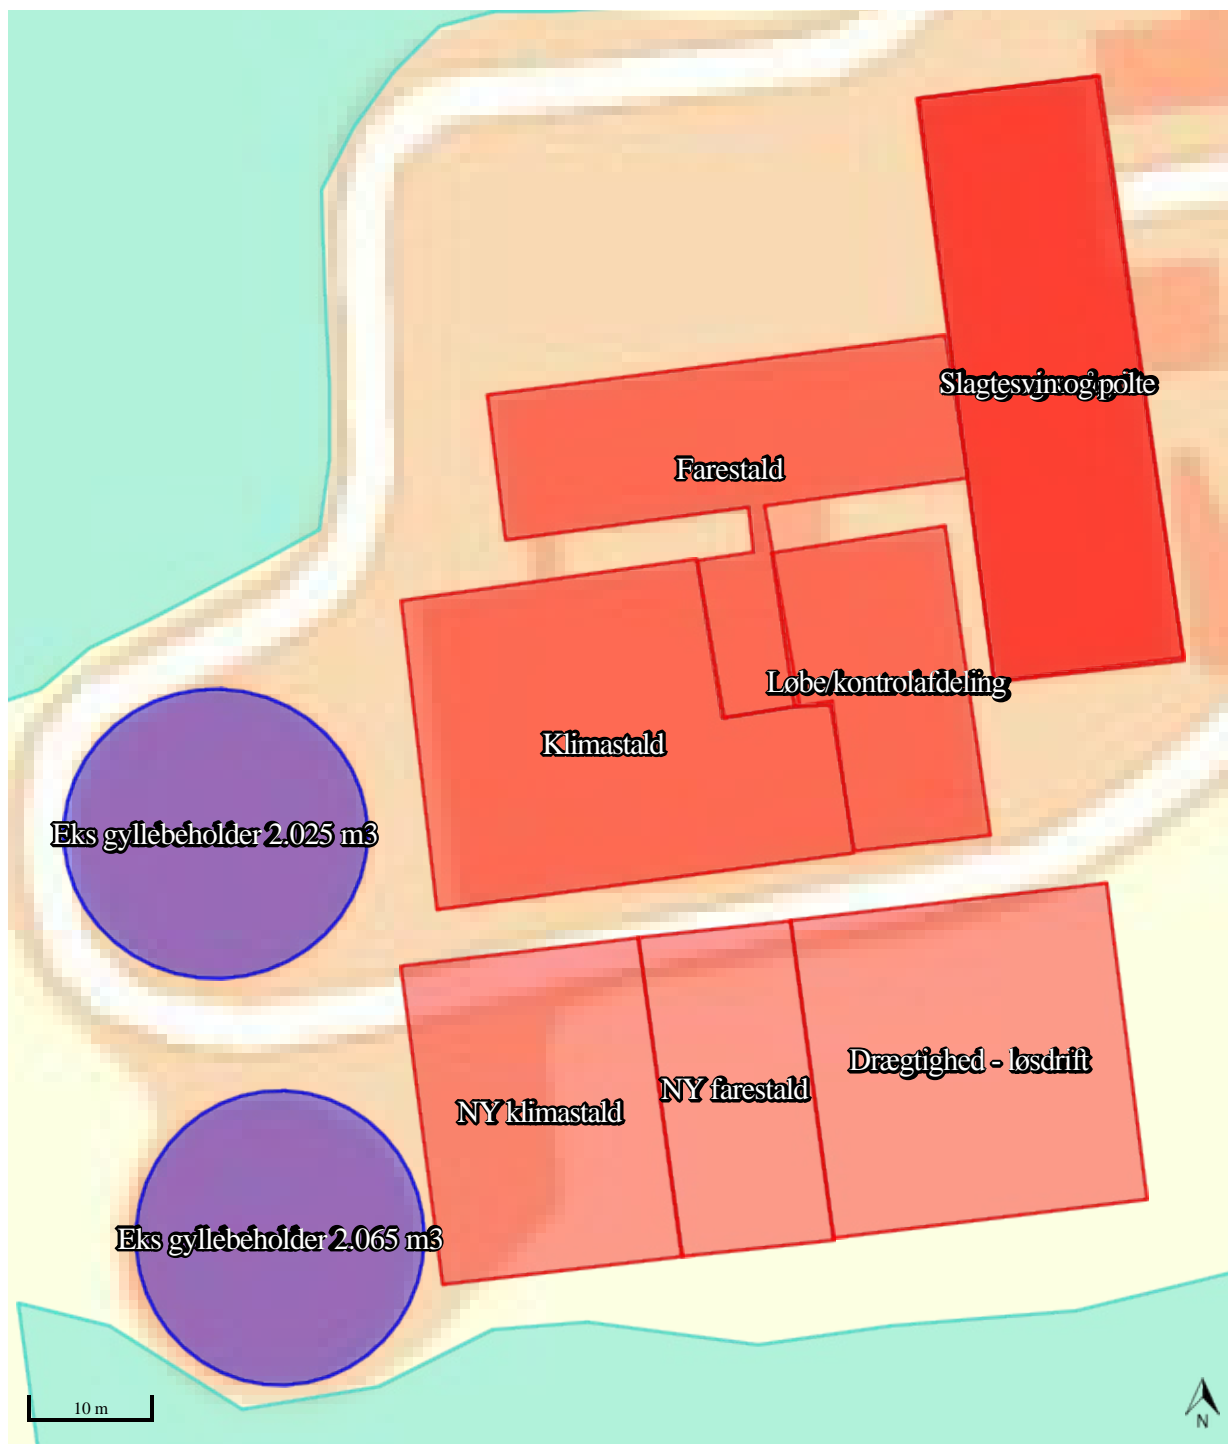 Slagtesvin og polte
Farestald
Løbe/kontrolafdeling
Klimastald
Eks gyllebeholder 2.025 m3
Drægtighed - løsdrift
NY farestald
NY klimastald
Eks gyllebeholder 2.065 m3
10 m
N